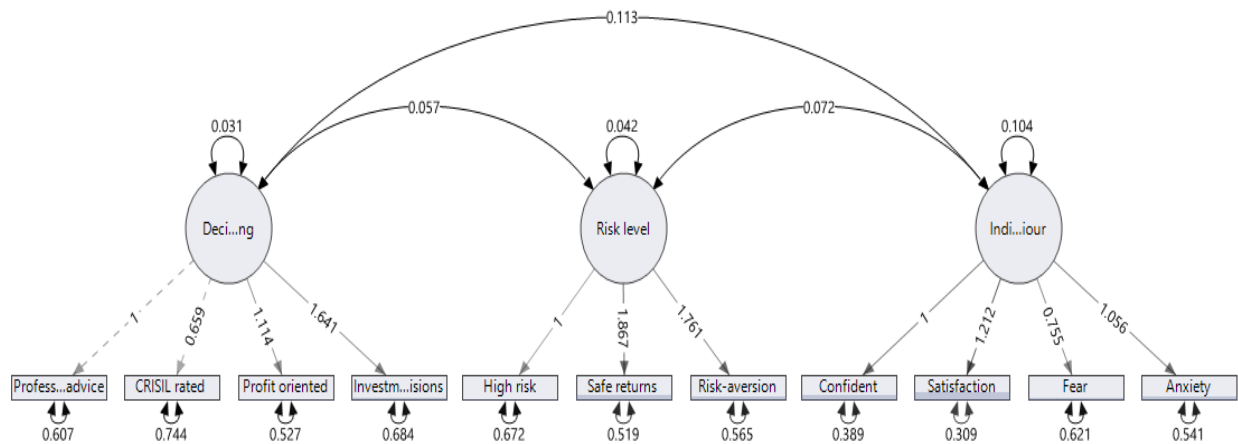 0.113
0.057
0.072
0.031
0.042
0.104
Deci...ng
Risk level
Indi...iour
1
0.659
1.114
1.641
1
1.867
1.761
1
1.212
0.755
1.056
Profess...advice
CRISIL rated
Profit oriented
Investm...isions
High risk
Safe returns
Risk-aversion
Confident
Satisfaction
Fear
Anxiety
0.607
0.744
0.527
0.684
0.672
0.519
0.565
0.389
0.309
0.621
0.541